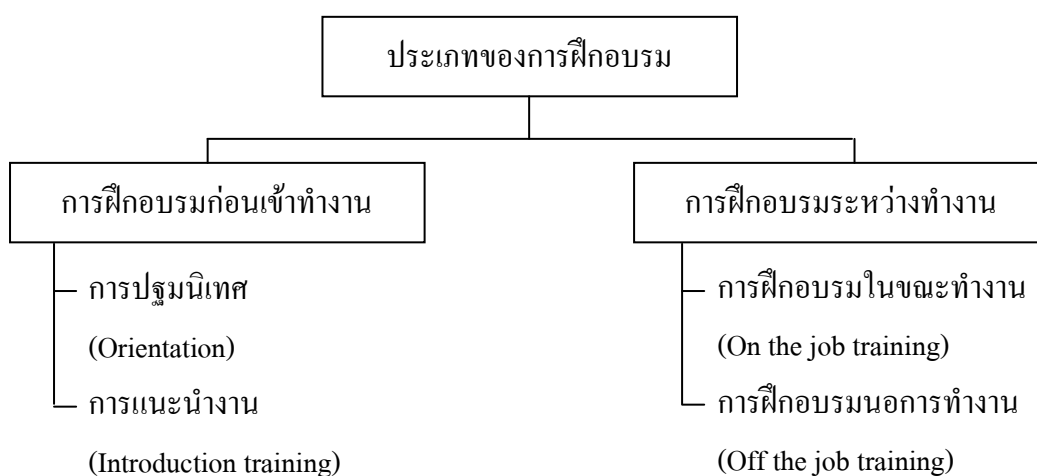 ประเภทของการฝึกอบรม
การฝึกอบรมก่อนเข้าทำงาน
การปฐมนิเทศ
(Orientation)
การแนะนำงาน
(Introduction training)
การฝึกอบรมระหว่างทำงาน
การฝึกอบรมในขณะทำงาน
(On the job training)
การฝึกอบรมนอการทำงาน
(Off the job training)